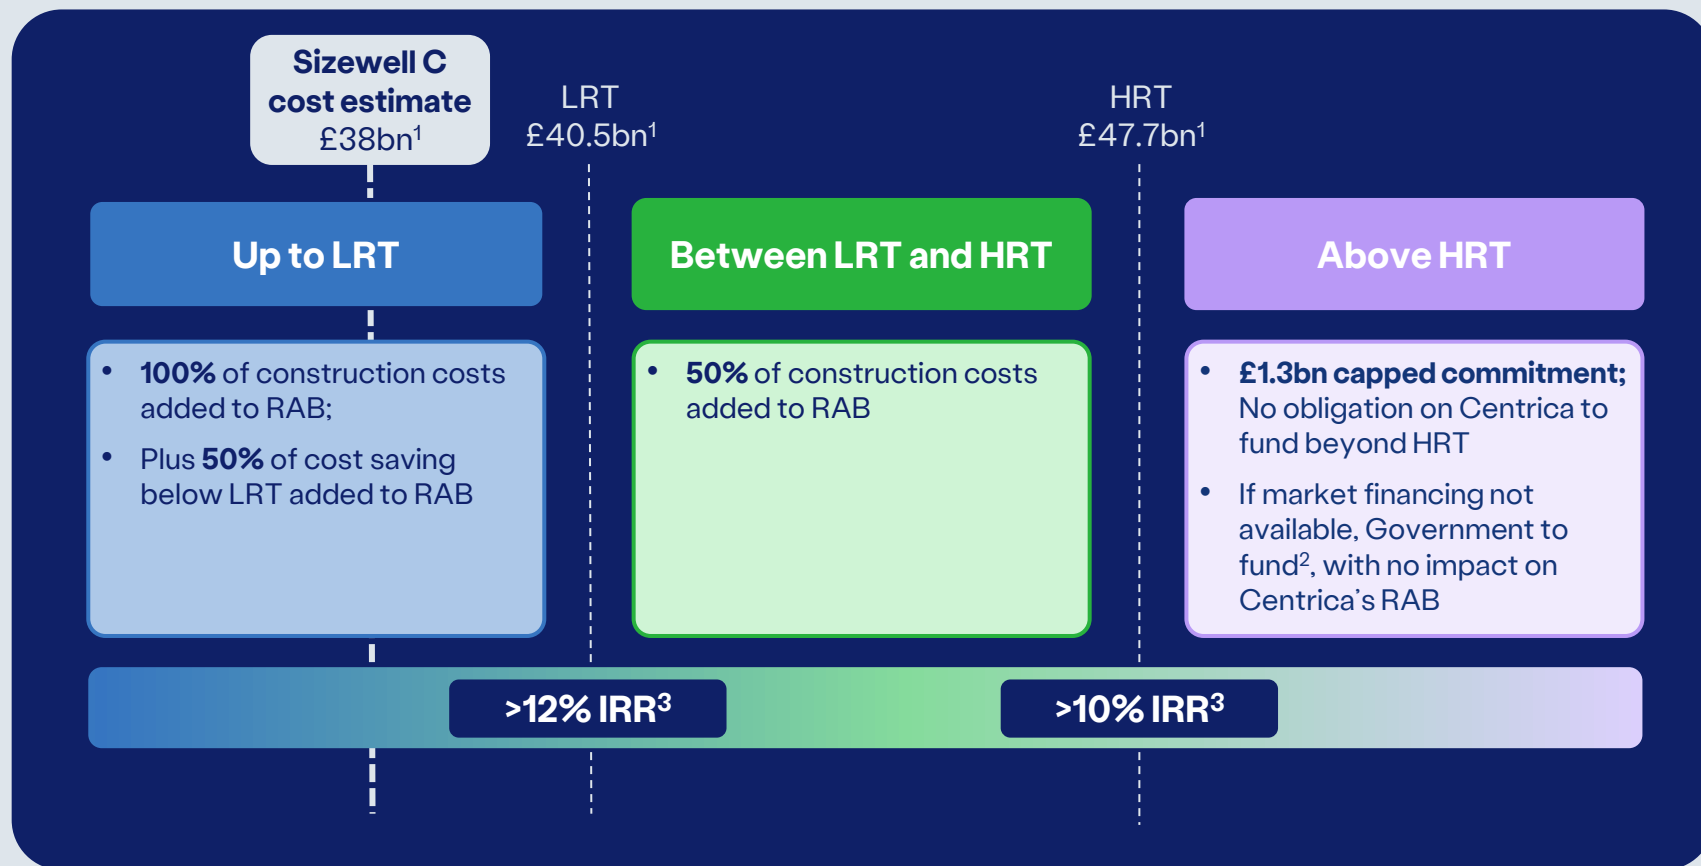 Sizewell C
cost estimate
£38bn¹
LRT
£40.5bn¹
HRT
£47.7bn¹
Up to LRT
• 100% of construction costs
added to RAB;
• Plus 50% of cost saving
below LRT added to RAB
Between LRT and HRT
• 50% of construction costs
added to RAB
Above HRT
• £1.3bn capped commitment;
No obligation on Centrica to
fund beyond HRT
• If market financing not
available, Government to
fund², with no impact on
Centrica’s RAB
>12% IRR³
>10% IRR³